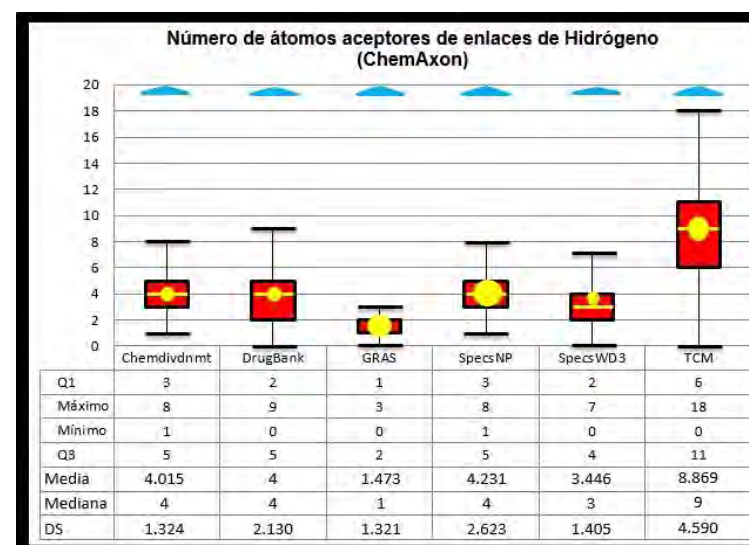 Número de átomos aceptores de enlaces de Hidrógeno
(ChemAxon)
20
18
16
14
12
10
8
6
4
2
0
Chemdivdnmt DrugBank GRAS SpecsNP SpecsWD3 TCM
Q1 3 2 1 3 2 6
Máximo 8 9 3 8 7 18
Mínimo 1 0 0 1 0 0
Q3 5 5 2 5 4 11
Media 4.015 4 1.473 4.231 3.446 8.869
Mediana 4 4 1 4 3 9
DS 1.324 2.130 1.321 2.623 1.405 4.590